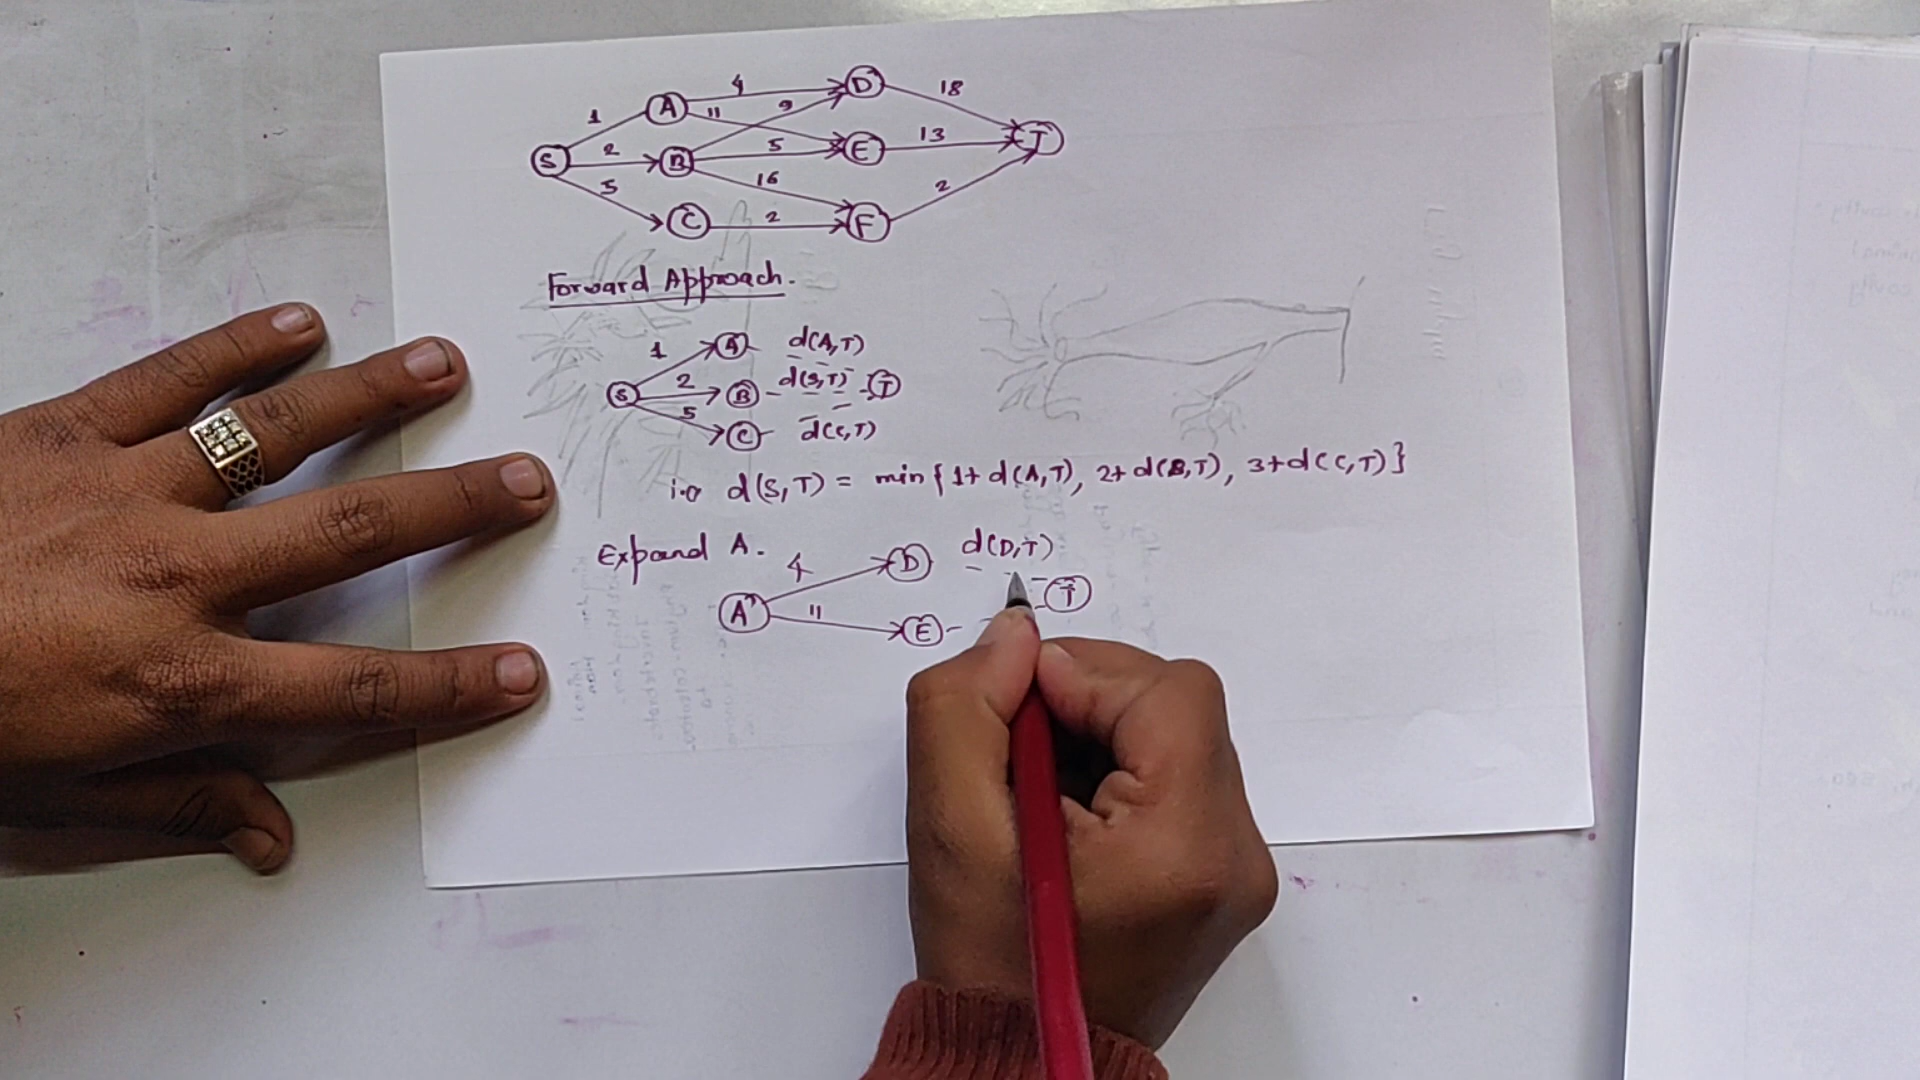 4 D 18
1 A 11 9
S 2 B 5 E 13 T
5 16 2
C 2 F
Forward Approach.
1 A d(A,T)
S 2 B d(S,T) T
5 C d(C,T)
i.e d(S,T) = min{1+d(A,T), 2+d(B,T), 3+d(C,T)}
Expand A. 4 D d(D,T)
A 11 E T